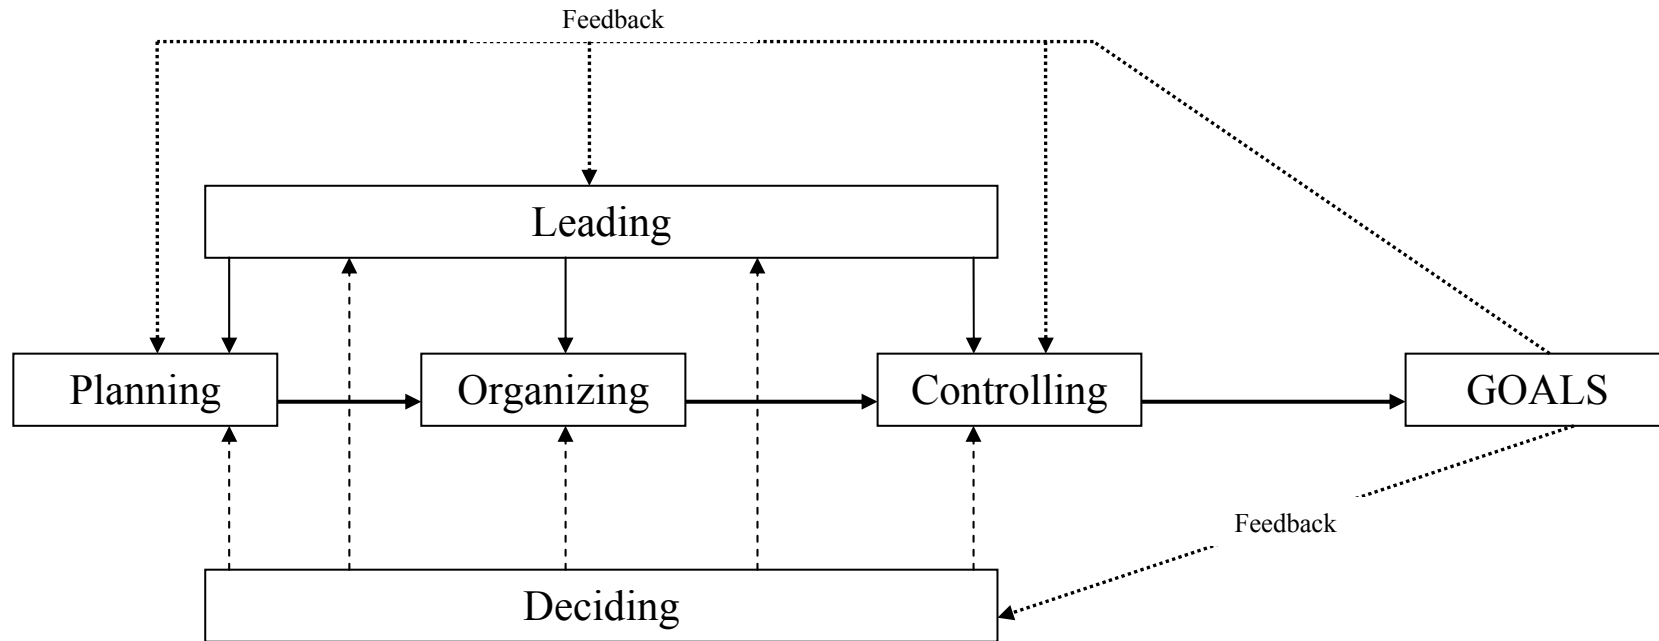 Feedback
Leading
Planning
Organizing
Controlling
GOALS
Feedback
Deciding